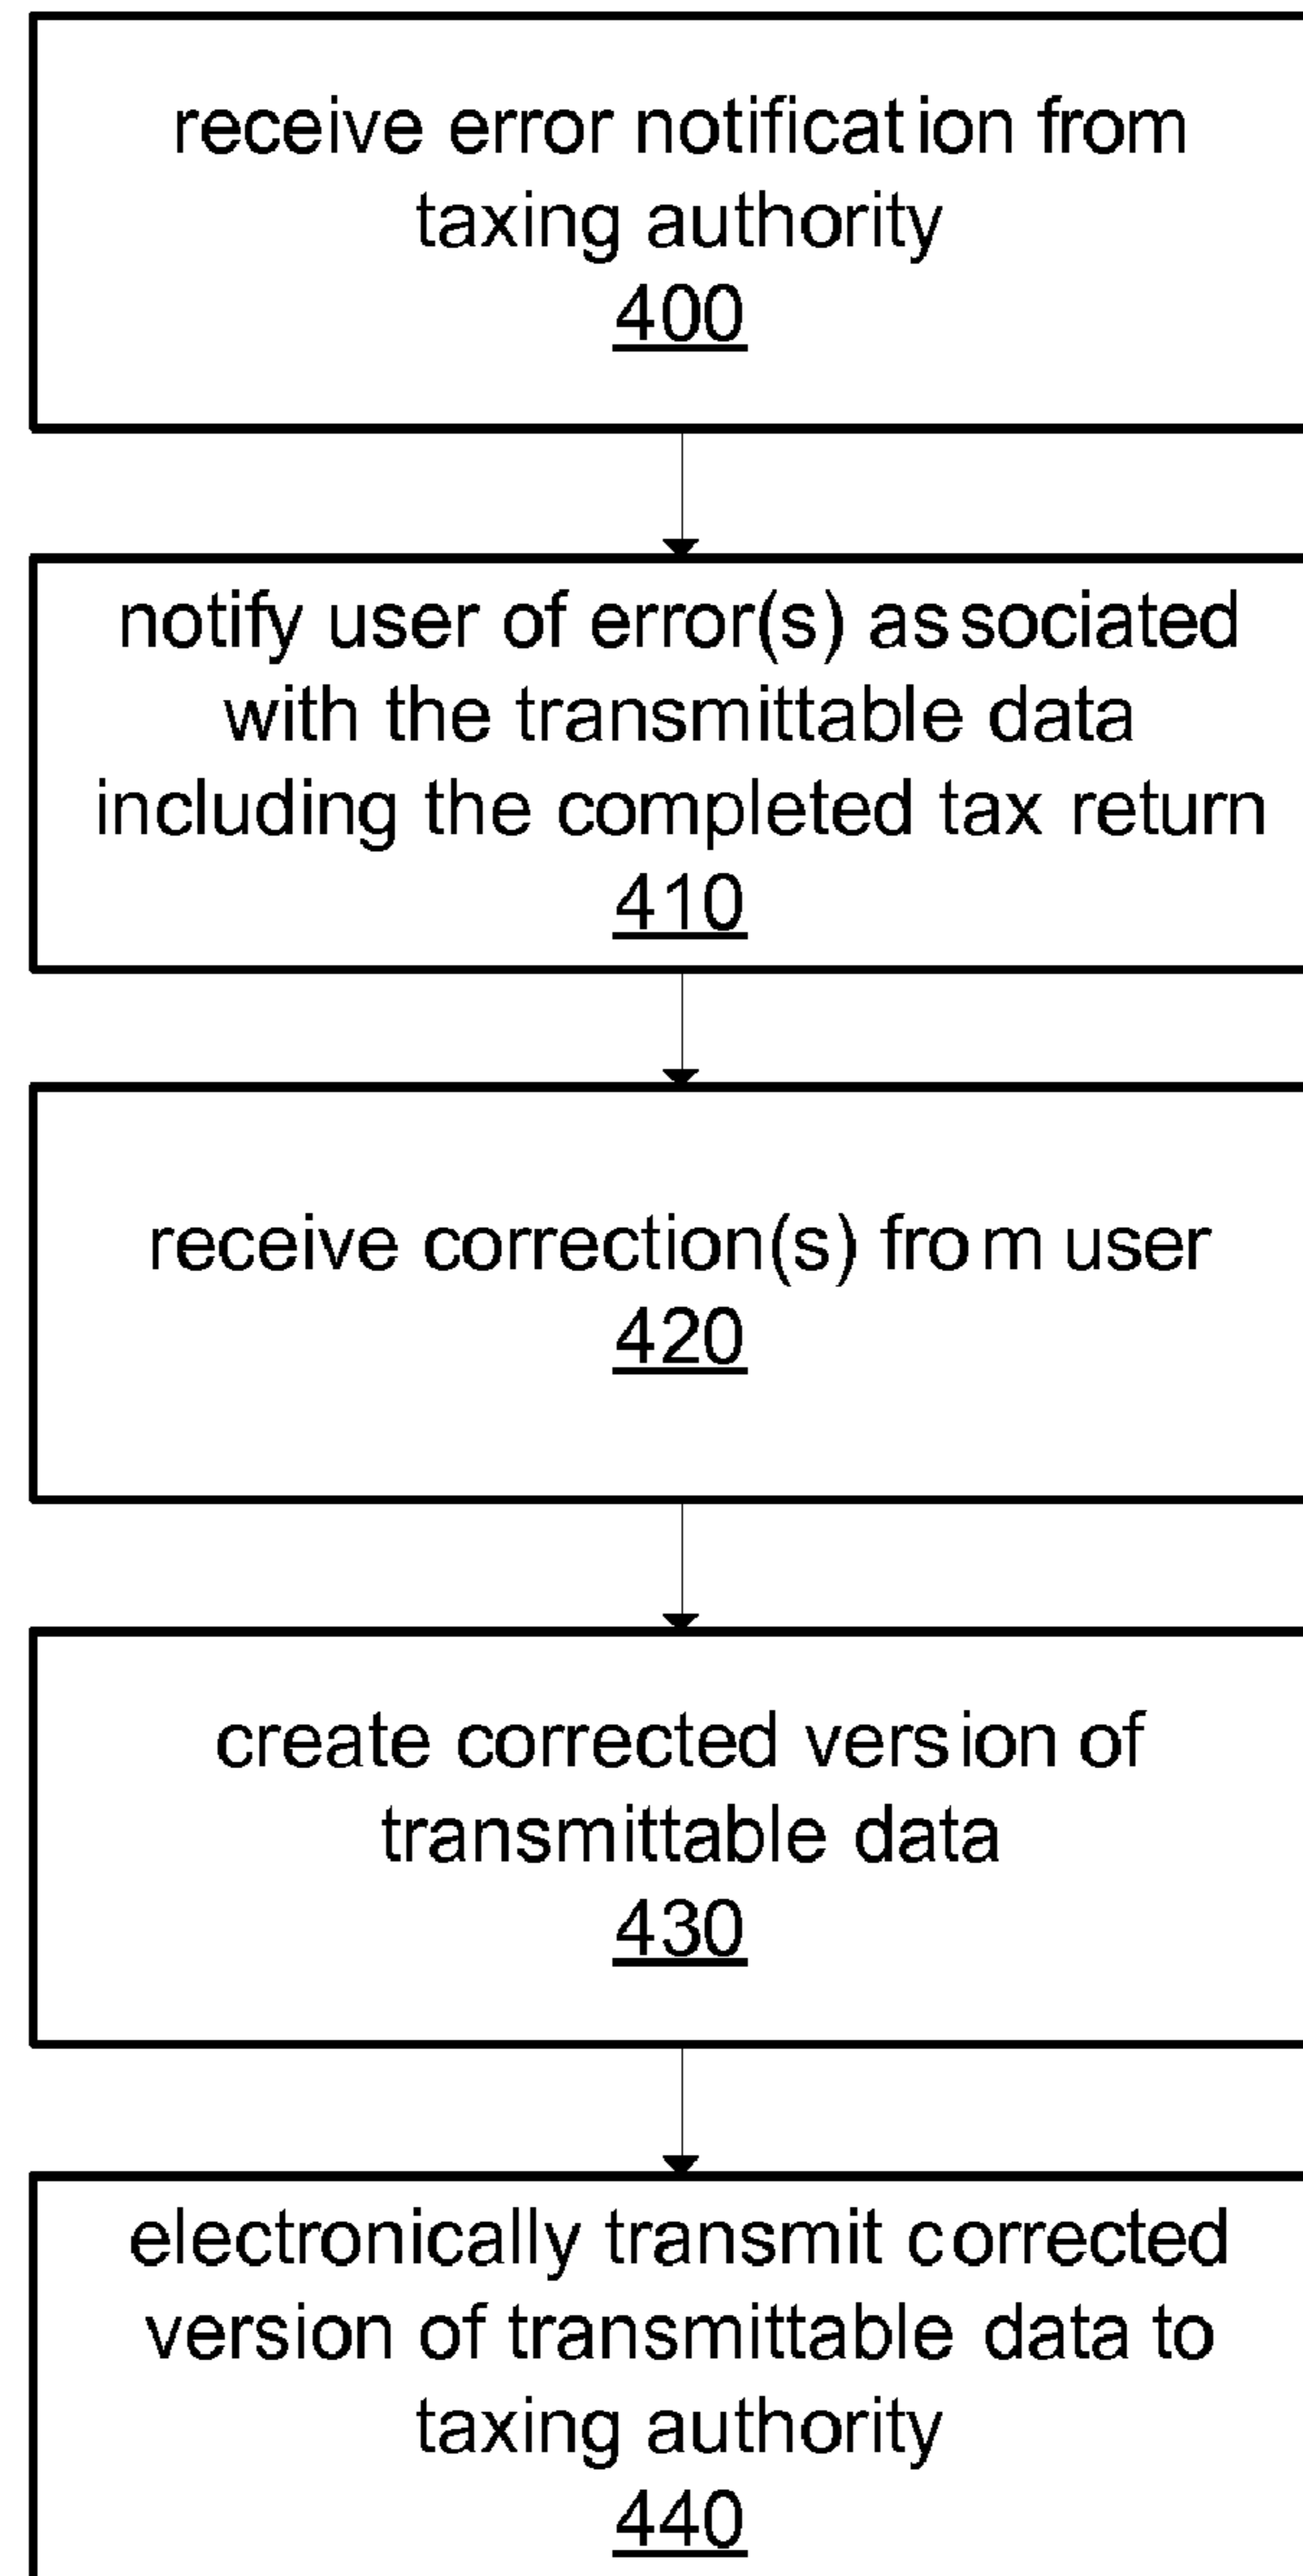 receive error notification from
taxing authority
400
notify user of error(s) associated
with the transmittable data
including the completed tax return
410
receive correction(s) from user
420
create corrected version of
transmittable data
430
electronically transmit corrected
version of transmittable data to
taxing authority
440